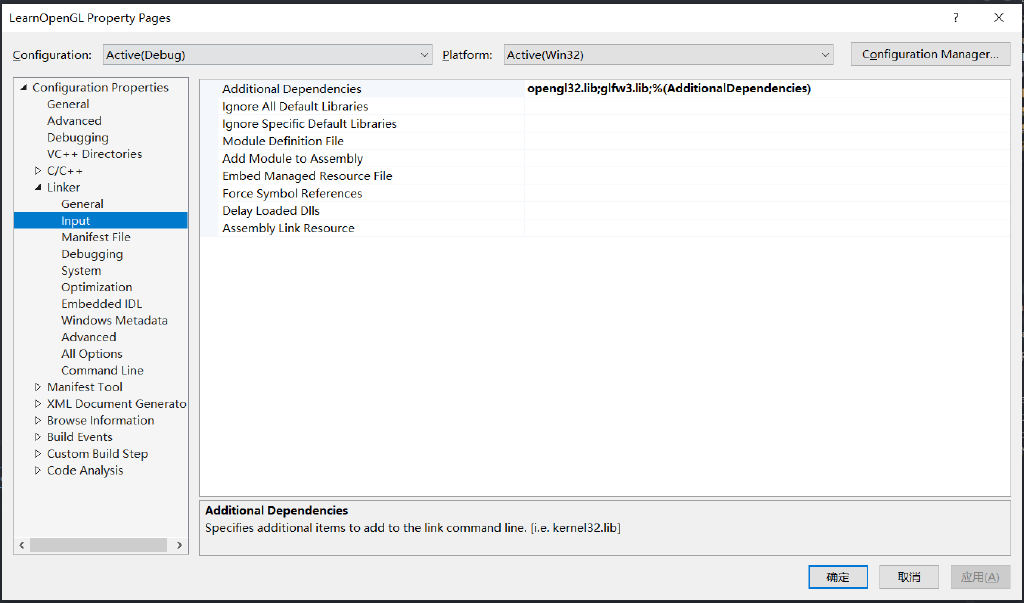 LearnOpenGL Property Pages
?
Configuration: Active(Debug) Platform: Active(Win32) Configuration Manager...
Configuration Properties
General
Advanced
Debugging
VC++ Directories
C/C++
Linker
General
Input
Manifest File
Debugging
System
Optimization
Embedded IDL
Windows Metadata
Advanced
All Options
Command Line
Manifest Tool
XML Document Generato
Browse Information
Build Events
Custom Build Step
Code Analysis
Additional Dependencies opengl32.lib;glfw3.lib;%(AdditionalDependencies)
Ignore All Default Libraries
Ignore Specific Default Libraries
Module Definition File
Add Module to Assembly
Embed Managed Resource File
Force Symbol References
Delay Loaded Dlls
Assembly Link Resource
Additional Dependencies
Specifies additional items to add to the link command line. [i.e. kernel32.lib]
确定 取消 应用(A)